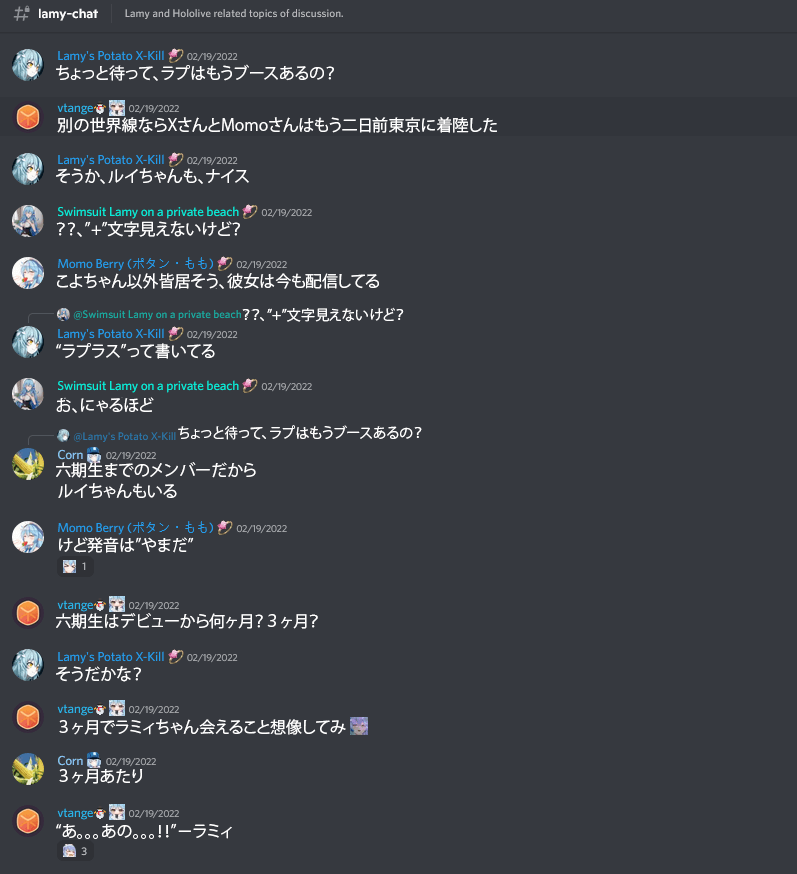 lamy-chat Lamy and Hololive related topics of discussion.
Lamy's Potato X-Kill 02/19/2022
ちょっと待って、ラプはもうブースあるの?
vtange 02/19/2022
別の世界線ならXさんとMomoさんはもう二日前東京に着陸した
Lamy's Potato X-Kill 02/19/2022
そうか、ルイちゃんも、ナイス
Swimsuit Lamy on a private beach 02/19/2022
??、"+"文字見えないけど?
Momo Berry (ポタン・もも) 02/19/2022
こよちゃん以外皆居そう、彼女は今も配信してる
@Swimsuit Lamy on a private beach ??、"+"文字見えないけど?
Lamy's Potato X-Kill 02/19/2022
“ラプラス”って書いてる
Swimsuit Lamy on a private beach 02/19/2022
お、にゃるほど
@Lamy's Potato X-Kill ちょっと待って、ラプはもうブースあるの?
Corn 02/19/2022
六期生までのメンバーだから
ルイちゃんもいる
Momo Berry (ポタン・もも) 02/19/2022
けど発音は"やまだ"
1
vtange 02/19/2022
六期生はデビューから何ヶ月?３ヶ月?
Lamy's Potato X-Kill 02/19/2022
そうだかな?
vtange 02/19/2022
３ヶ月でラミィちゃん会えること想像してみ
Corn 02/19/2022
３ヶ月あたり
vtange 02/19/2022
“あ。。。あの。。。!!”ーラミィ
3